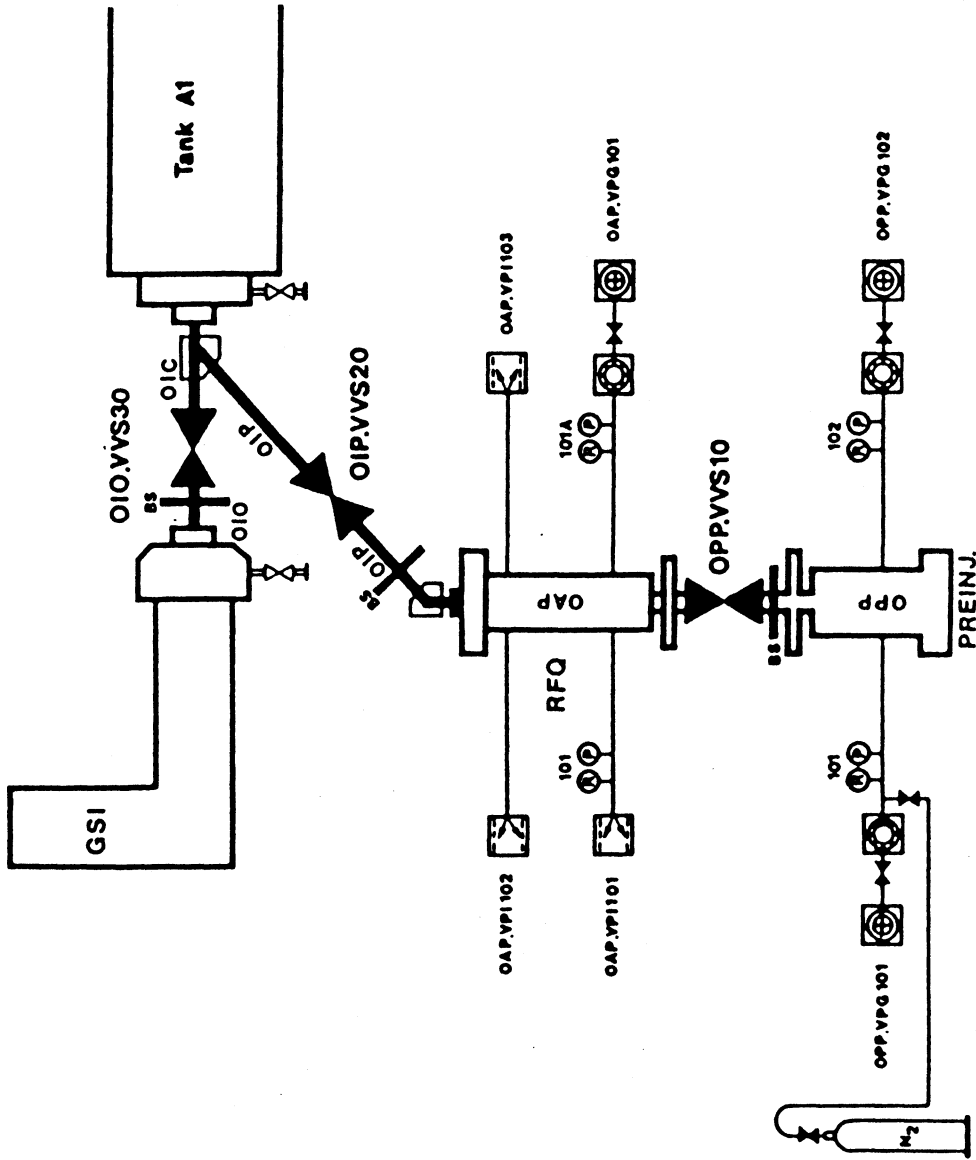 Tank A1
OIO.VVS30
BS
OIO
OIC
OIP
OIP.VVS20
OIP
BS
GSI
OAP.VPI103
OAP.VPG101
101A
R P
OAP
RFQ
OAP.VPI102
101
R P
OAP.VPI101
OPP.VVS10
BS
OPP.VPG102
102
R P
OPP
PREINJ.
101
R P
OPP.VPG101
N2